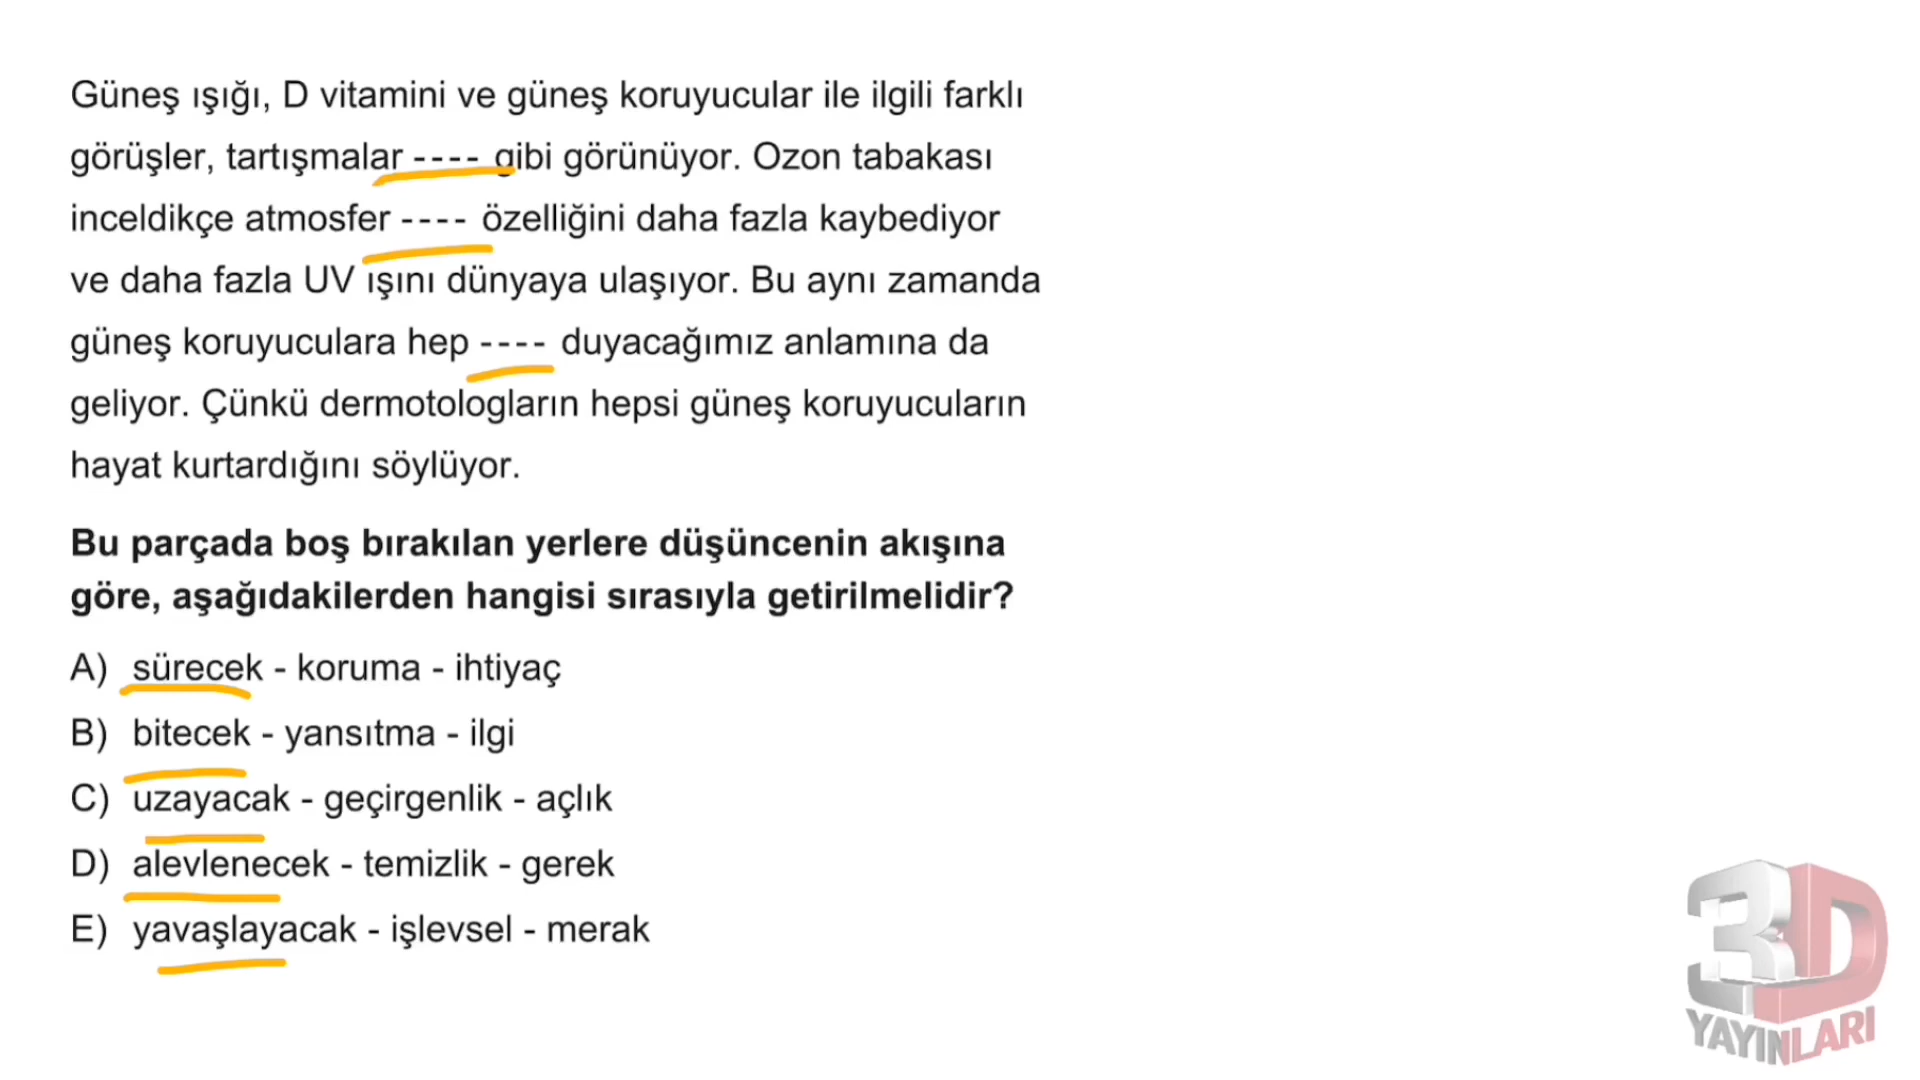 Güneş ışığı, D vitamini ve güneş koruyucular ile ilgili farklı
görüşler, tartışmalar ---- gibi görünüyor. Ozon tabakası
inceldikçe atmosfer ---- özelliğini daha fazla kaybediyor
ve daha fazla UV ışını dünyaya ulaşıyor. Bu aynı zamanda
güneş koruyuculara hep ---- duyacağımız anlamına da
geliyor. Çünkü dermotologların hepsi güneş koruyucuların
hayat kurtardığını söylüyor.
Bu parçada boş bırakılan yerlere düşüncenin akışına
göre, aşağıdakilerden hangisi sırasıyla getirilmelidir?
A) sürecek - koruma - ihtiyaç
B) bitecek - yansıtma - ilgi
C) uzayacak - geçirgenlik - açlık
D) alevlenecek - temizlik - gerek
E) yavaşlayacak - işlevsel - merak
3D
YAYINLARI